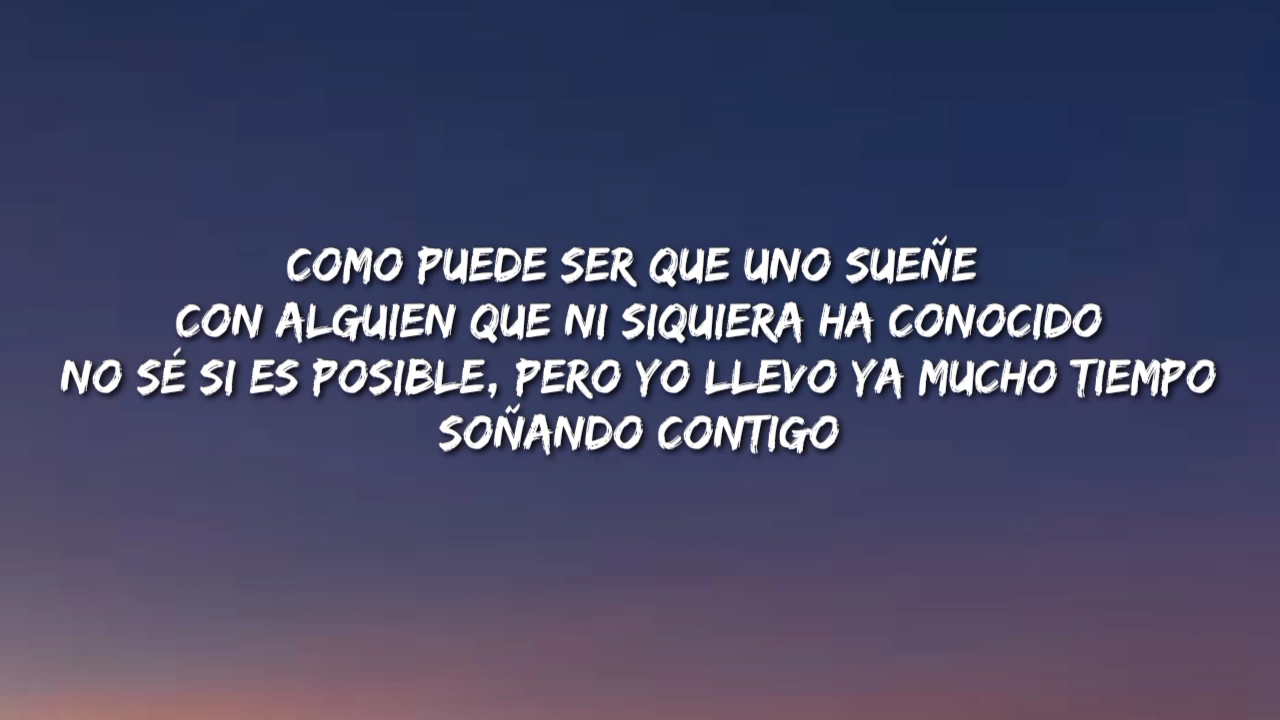 COMO PUEDE SER QUE UNO SUEÑE
CON ALGUIEN QUE NI SIQUIERA HA CONOCIDO
NO SÉ SI ES POSIBLE, PERO YO LLEVO YA MUCHO TIEMPO
SOÑANDO CONTIGO